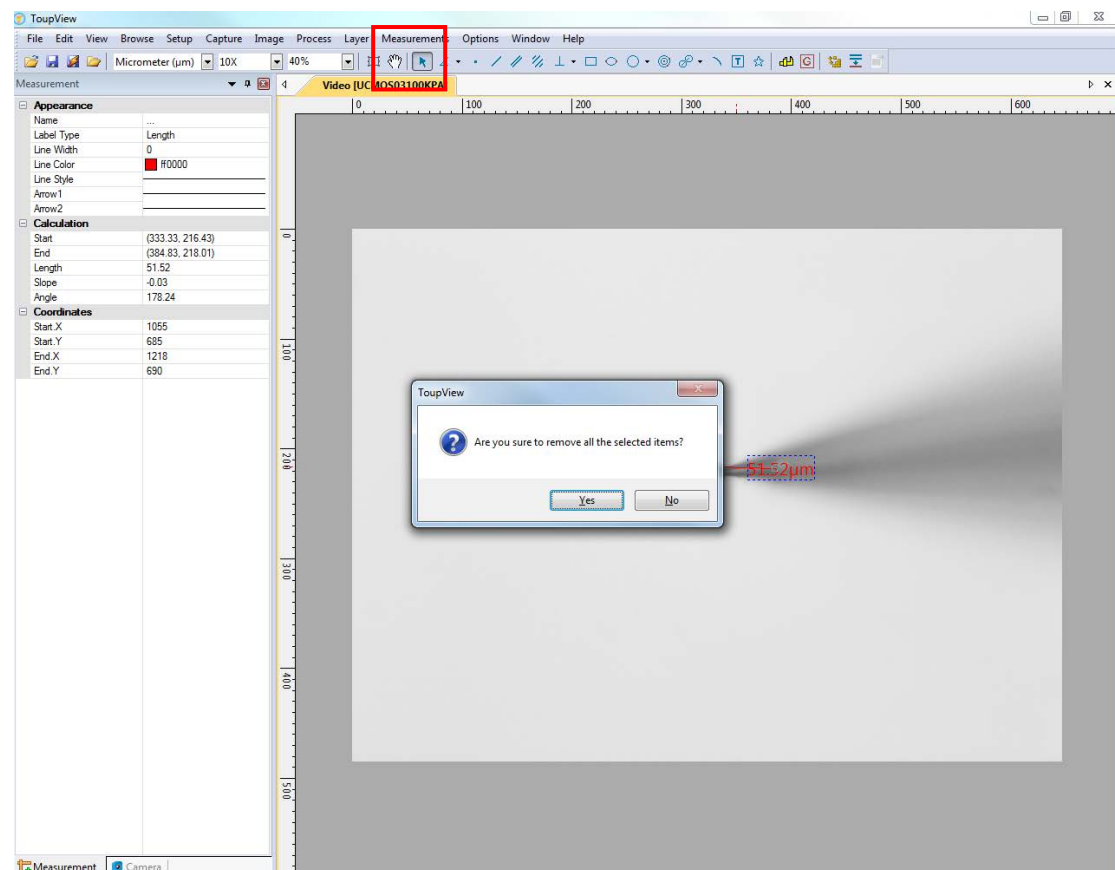 ToupView
File Edit View Browse Setup Capture Image Process Layer Measurements Options Window Help
Micrometer (μm) 10X 40%
Measurement
Video [UCMOS03100KPA
0 100 200 300 400 500 600
Appearance
Name ...
Label Type Length
Line Width 0
Line Color ff0000
Line Style
Arrow1
Arrow2
Calculation
Start (333.33, 216.43)
End (384.83, 218.01)
Length 51.52
Slope -0.03
Angle 178.24
Coordinates
Start.X 1055
Start.Y 685
End.X 1218
End.Y 690
0
100
200
300
400
500
ToupView
Are you sure to remove all the selected items?
Yes No
51.52μm
Measurement Camera